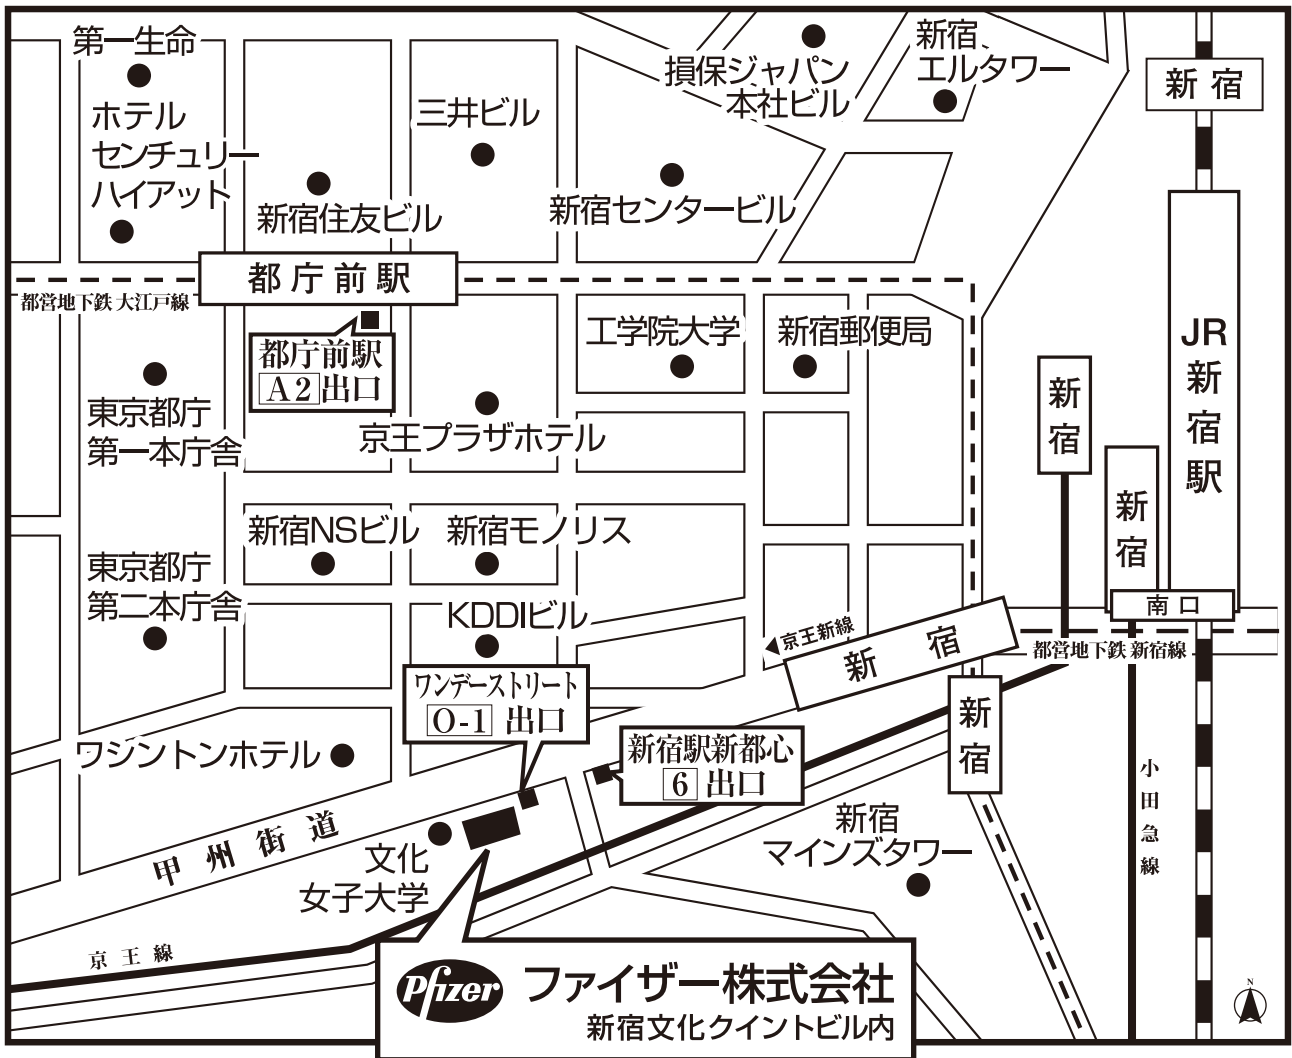 第一生命
ホテル
センチュリー
ハイアット
新宿住友ビル
三井ビル
新宿センタービル
損保ジャパン
本社ビル
新宿
エルタワー
新宿
都庁前駅
都営地下鉄 大江戸線
都庁前駅
A2 出口
工学院大学
新宿郵便局
JR
新宿駅
新宿
新宿
南口
東京都庁
第一本庁舎
京王プラザホテル
新宿NSビル
新宿モノリス
東京都庁
第二本庁舎
KDDIビル
京王新線
新宿
都営地下鉄 新宿線
ワンデーストリート
O-1 出口
新宿駅新都心
6 出口
新宿
ワシントンホテル
小田急線
新宿
マインズタワー
甲州街道
文化
女子大学
京王線
Pfizer
ファイザー株式会社
新宿文化クイントビル内
N